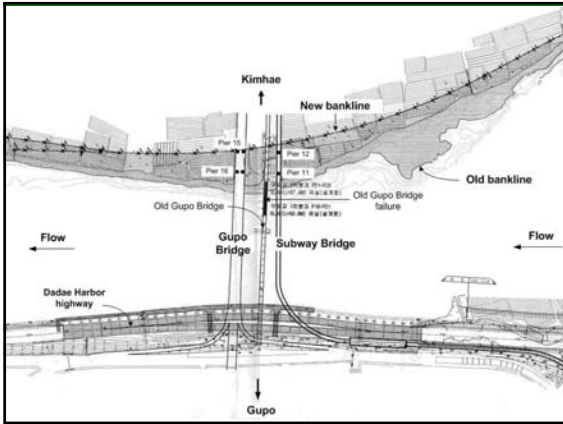 Kimhae
New bankline
Pier 15
Pier 12
Pier 16
Pier 11
Old bankline
Old Gupo Bridge
Old Gupo Bridge
failure
Flow
Gupo
Bridge
Subway Bridge
Flow
Dadae Harbor
highway
Gupo